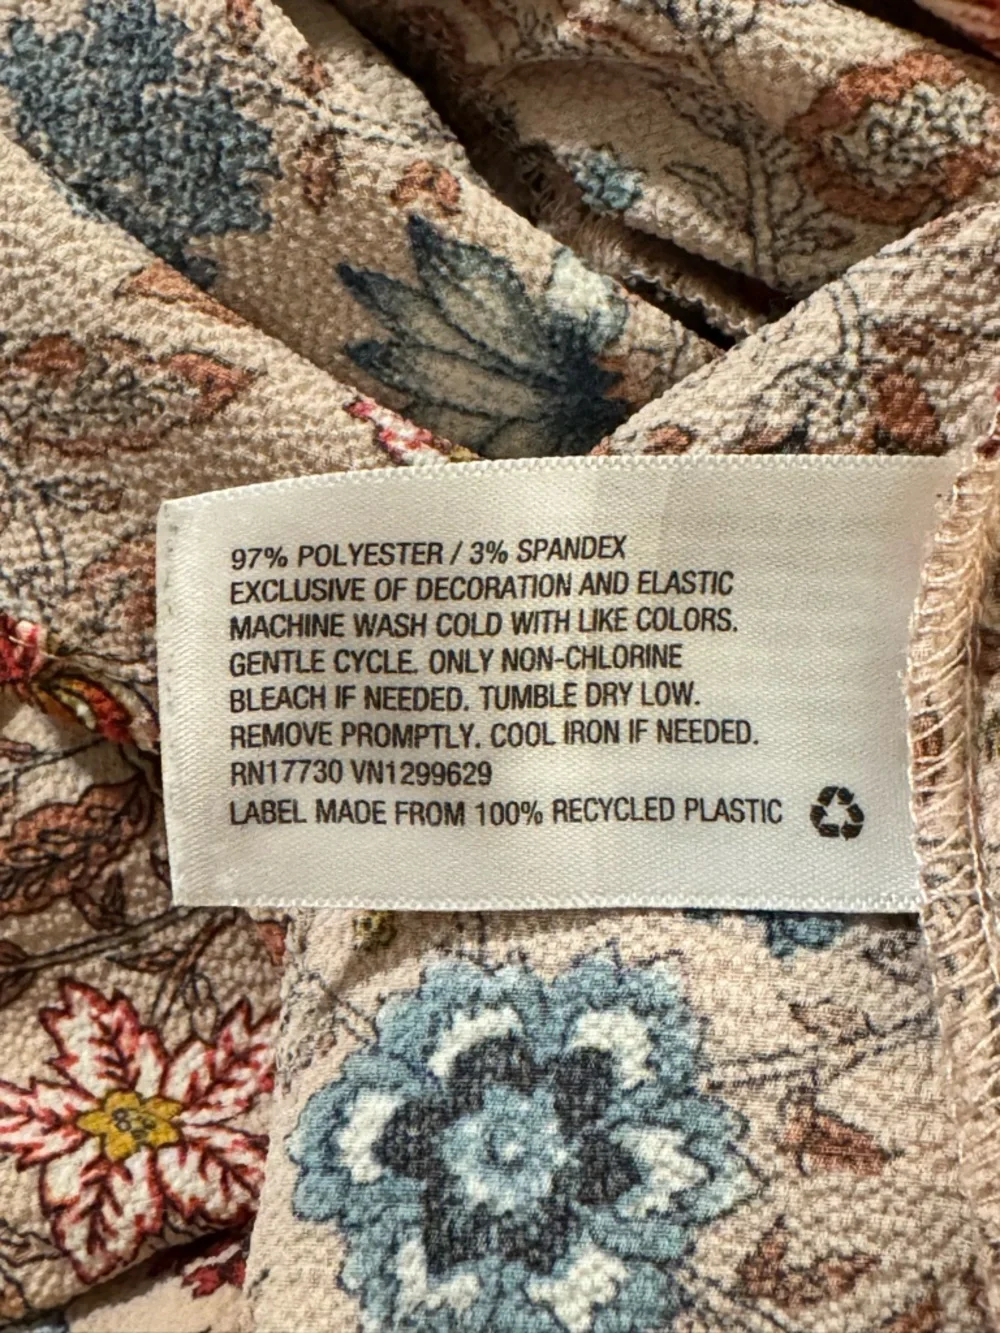 97% POLYESTER / 3% SPANDEX
EXCLUSIVE OF DECORATION AND ELASTIC
MACHINE WASH COLD WITH LIKE COLORS.
GENTLE CYCLE. ONLY NON-CHLORINE
BLEACH IF NEEDED. TUMBLE DRY LOW.
REMOVE PROMPTLY. COOL IRON IF NEEDED.
RN17730 VN1299629
LABEL MADE FROM 100% RECYCLED PLASTIC